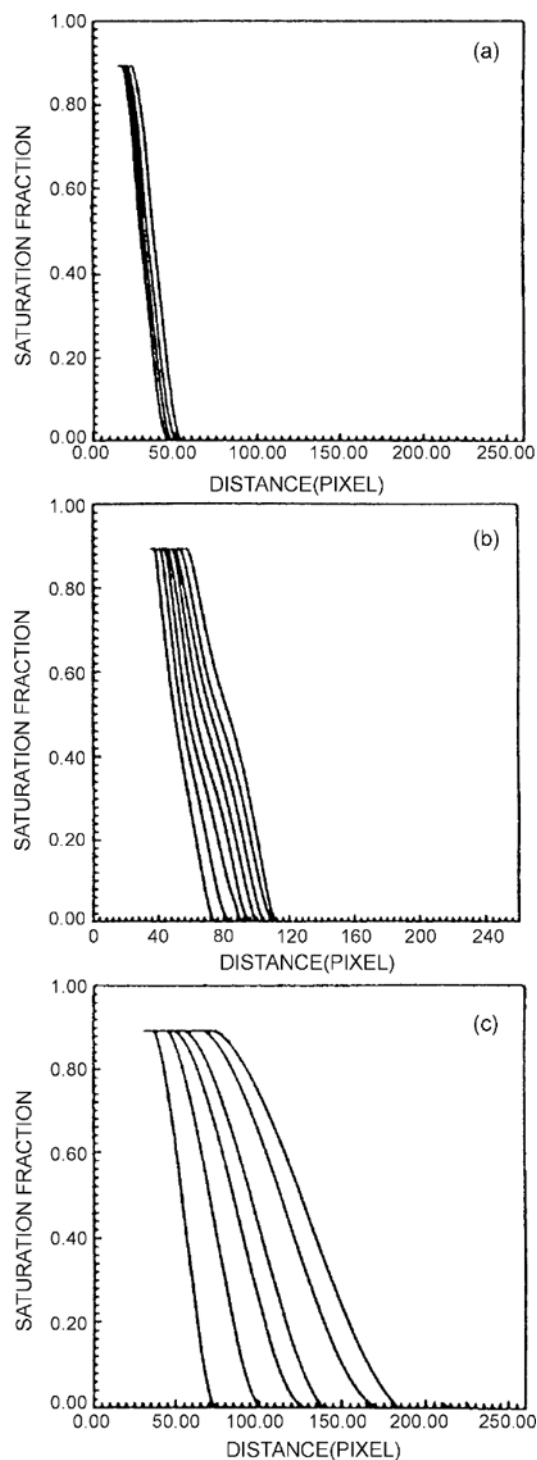 (a)
SATURATION FRACTION
1.00
0.80
0.60
0.40
0.20
0.00
0.00 50.00 100.00 150.00 200.00 250.00
DISTANCE(PIXEL)
(b)
SATURATION FRACTION
1.00
0.80
0.60
0.40
0.20
0.00
0 40 80 120 160 200 240
DISTANCE(PIXEL)
(c)
SATURATION FRACTION
1.00
0.80
0.60
0.40
0.20
0.00
0.00 50.00 100.00 150.00 200.00 250.00
DISTANCE(PIXEL)